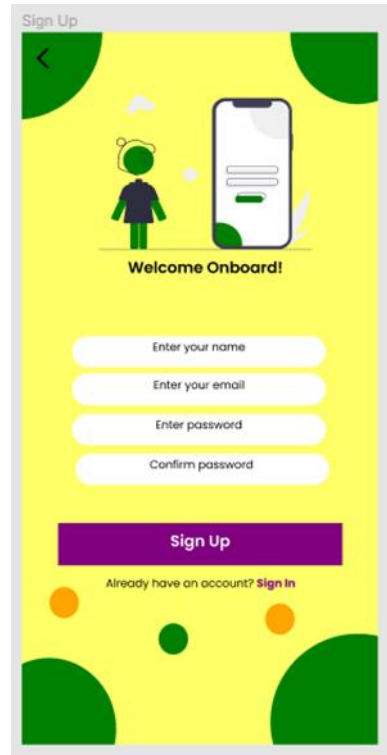 Sign Up
Welcome Onboard!
Enter your name
Enter your email
Enter password
Confirm password
Sign Up
Already have an account? Sign In